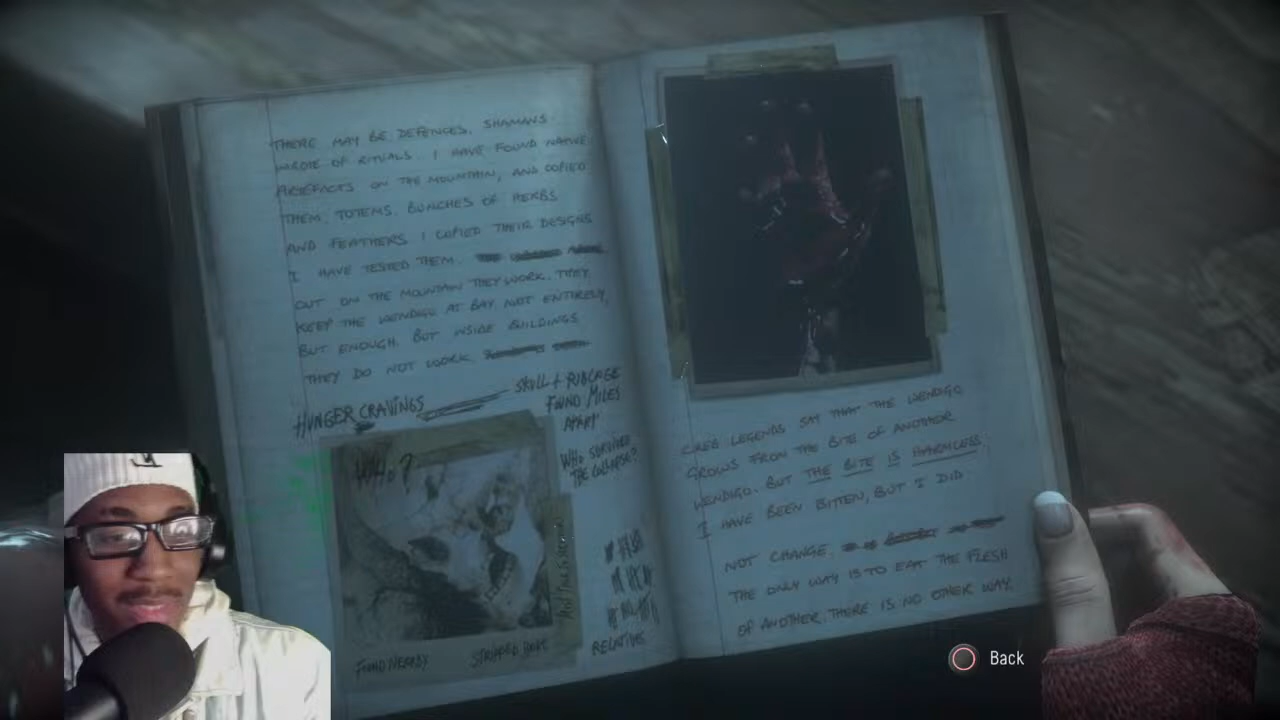 THERE MAY BE DEFENCES. SHAMANS
WROTE OF RITUALS. I HAVE FOUND NATIVE
ARTEFACTS ON THE MOUNTAIN, AND COPIED
THEM. TOTEMS. BUNCHES OF HERBS
AND FEATHERS I COPIED THEIR DESIGNS
I HAVE TESTED THEM.
OUT ON THE MOUNTAIN THEY WORK. THEY
KEEP THE WENDIGO AT BAY. NOT ENTIRELY,
BUT ENOUGH. BUT INSIDE BUILDINGS
THEY DO NOT WORK.
HUNGER CRAVINGS
SKULL + RIBCAGE
FOUND MILES
APART
WHO SURVIVED
THE COLLAPSE?
WHO?
RELATIVE
FOUND NEARBY
STRIPPED BARE
CREE LEGENDS SAY THAT THE WENDIGO
GROWS FROM THE BITE OF ANOTHER
WENDIGO. BUT THE BITE IS HARMLESS.
I HAVE BEEN BITTEN, BUT I DID
NOT CHANGE.
THE ONLY WAY IS TO EAT THE FLESH
OF ANOTHER. THERE IS NO OTHER WAY.
Back